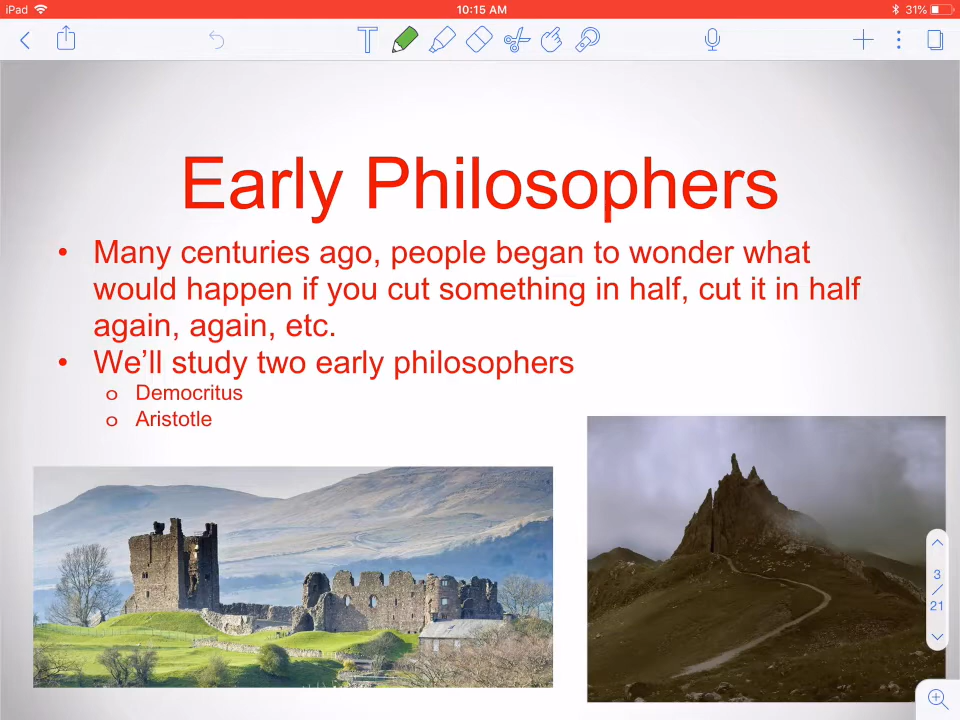 iPad 10:15 AM 31%
Early Philosophers
• Many centuries ago, people began to wonder what
would happen if you cut something in half, cut it in half
again, again, etc.
• We’ll study two early philosophers
o Democritus
o Aristotle
3
/
21